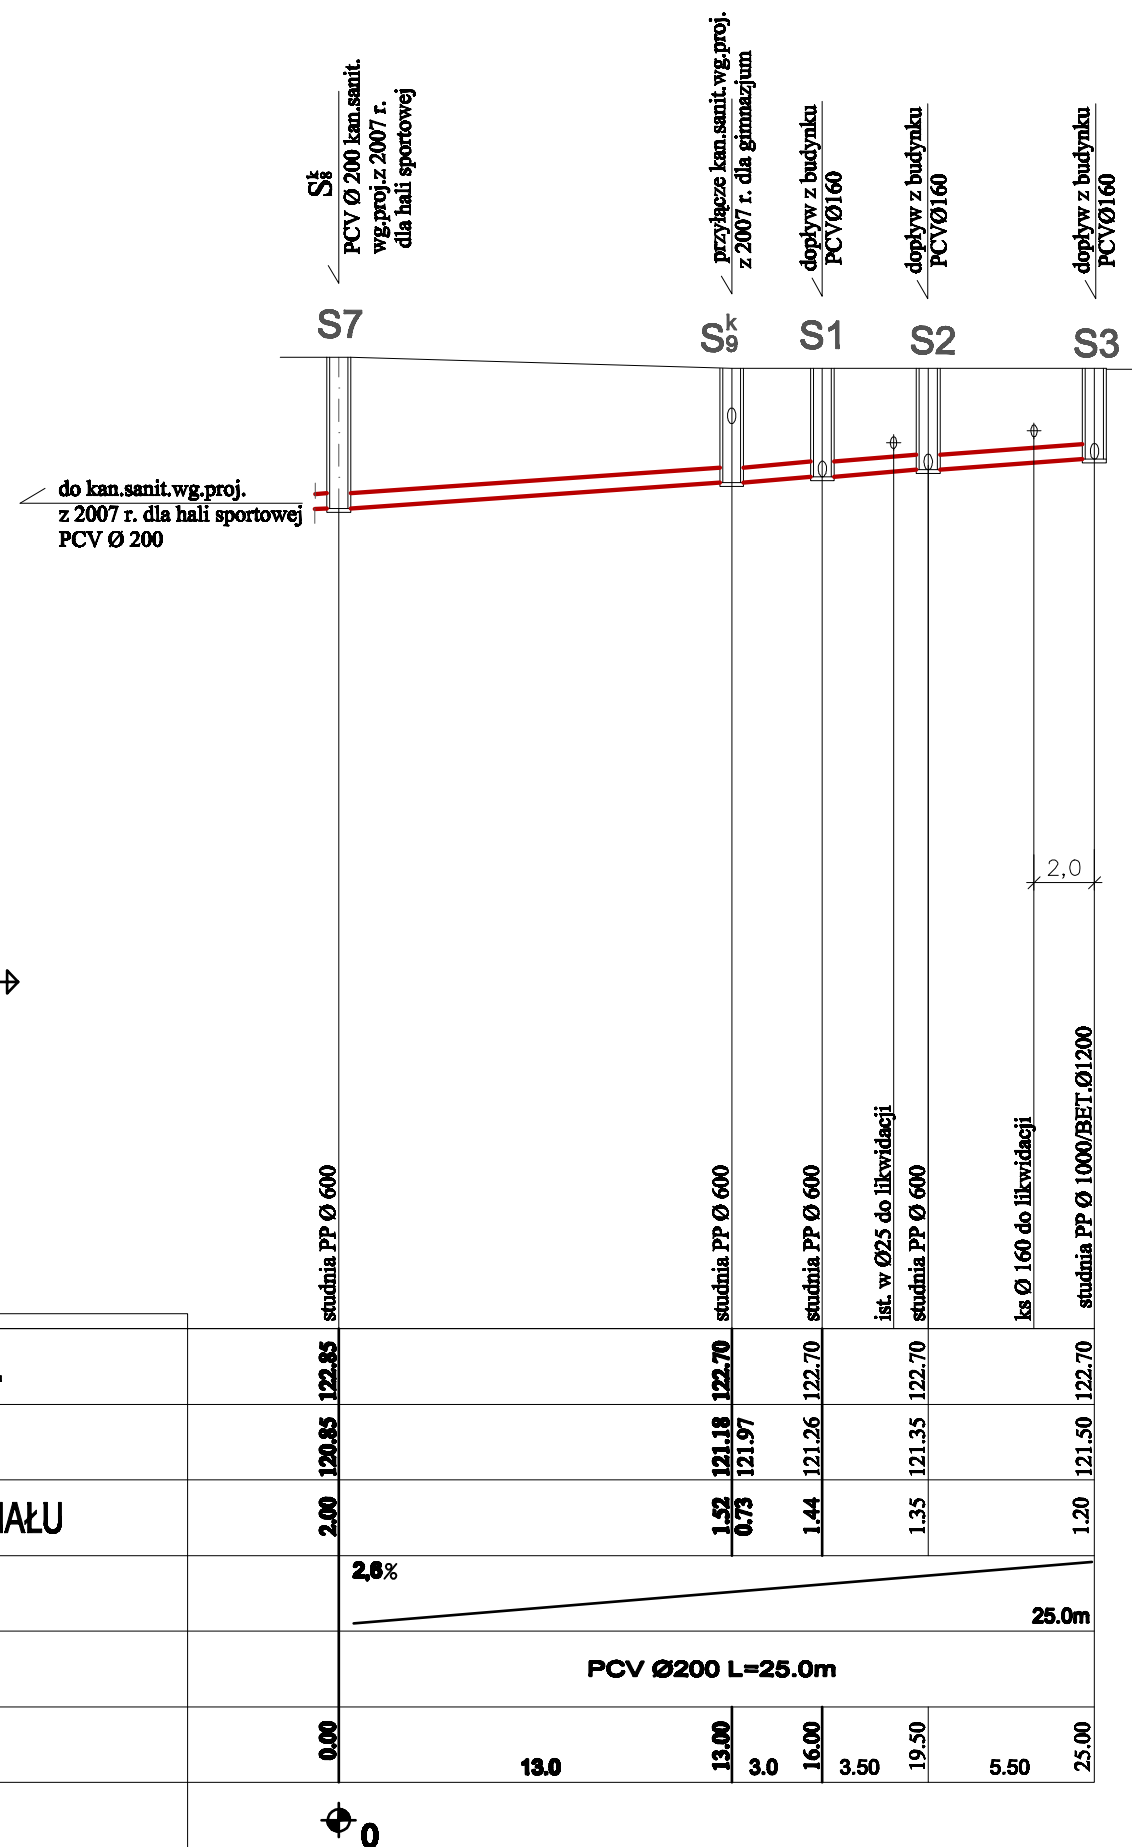 S8k
PCV Ø 200 kan.sanit.
wg.proj.z 2007 r.
dla hali sportowej
przyłącze kan.sanit.wg.proj.
z 2007 r. dla gimnazjum
dopływ z budynku
PCVØ160
dopływ z budynku
PCVØ160
dopływ z budynku
PCVØ160
S7
S9k
S1
S2
S3
do kan.sanit.wg.proj.
z 2007 r. dla hali sportowej
PCV Ø 200
2,0
studnia PP Ø 600
studnia PP Ø 600
studnia PP Ø 600
ist. w Ø25 do likwidacji
studnia PP Ø 600
ks Ø 160 do likwidacji
studnia PP Ø 1000/BET.Ø1200
122.85
122.70
122.70
122.70
122.70
120.85
121.18
121.97
121.26
121.35
121.50
AŁU
2.00
1.52
0.73
1.44
1.35
1.20
2,6%
25.0m
PCV Ø200 L=25.0m
0.00
13.0
13.00
3.0
16.00
3.50
19.50
5.50
25.00
0